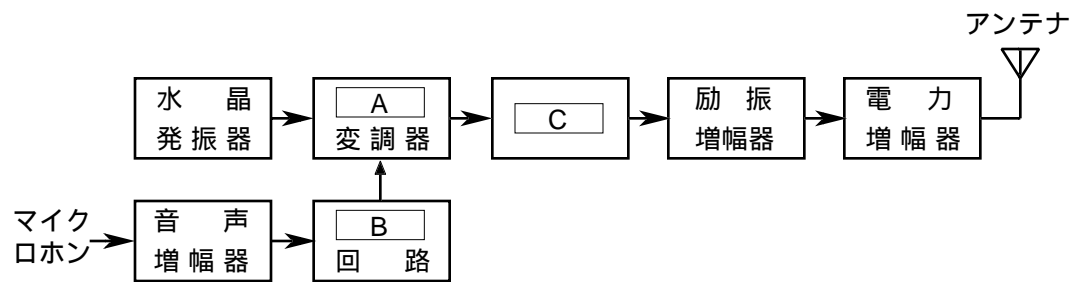 アンテナ
水 晶
発振器
A
変調器
C
励 振
増幅器
電 力
増幅器
マイク
ロホン
音 声
増幅器
B
回 路